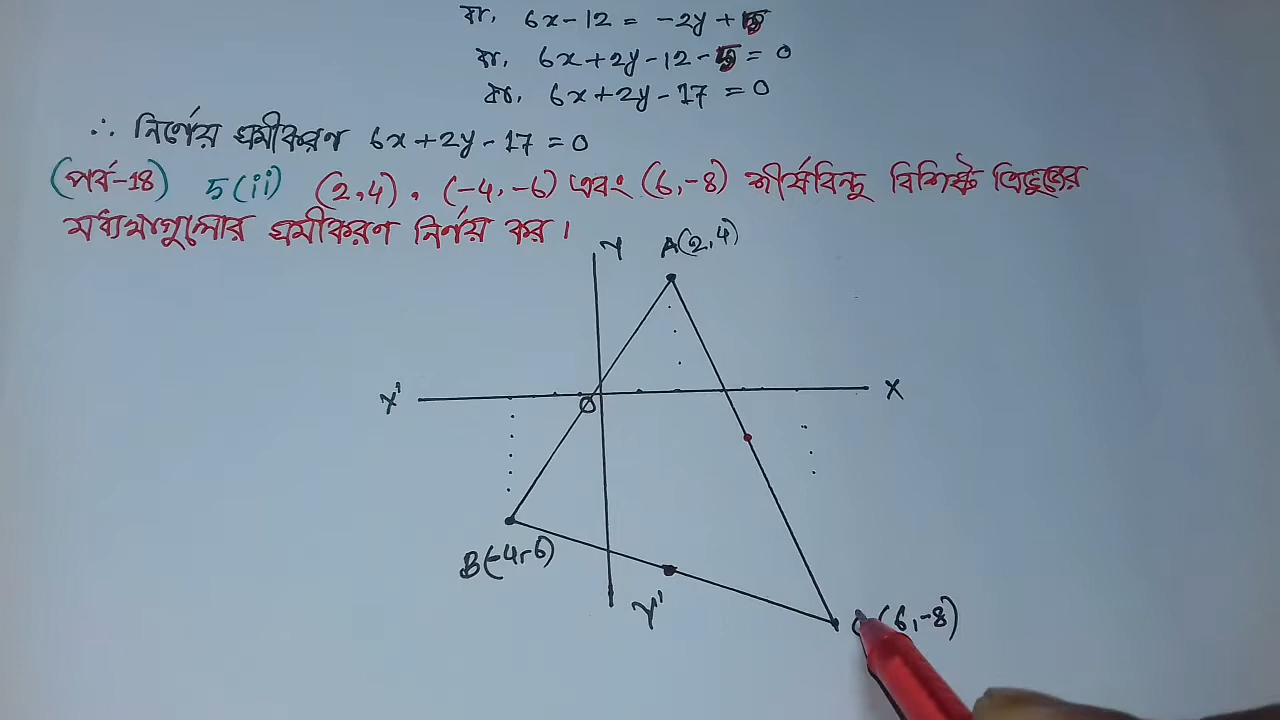 বা, 6x - 12 = -2y + 5
বা, 6x + 2y - 12 - 5 = 0
বা, 6x + 2y - 17 = 0
∴ নির্ণেয় সমীকরণ 6x + 2y - 17 = 0
(পর্ব-18) 5(ii) (2,4), (-4,-6) এবং (6,-8) শীর্ষবিন্দু বিশিষ্ট ত্রিভুজের
মধ্যমাগুলোর সমীকরণ নির্ণয় কর।
Y A(2,4)
X' O X
B(-4,-6)
Y' C(6,-8)